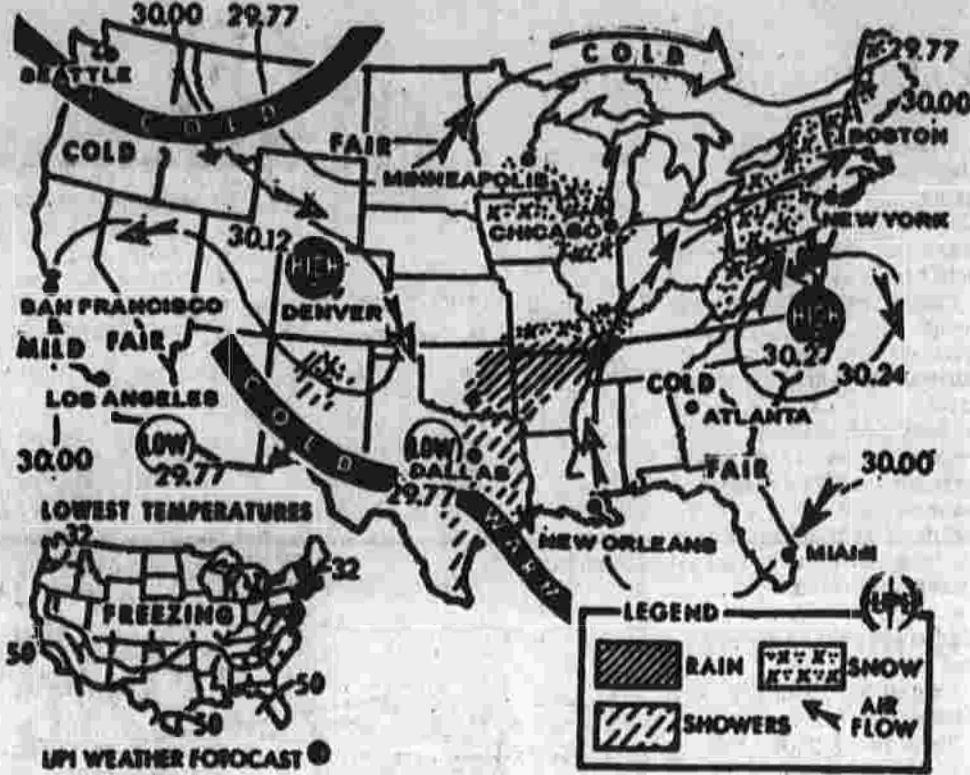 30.00 29.77
COLD
29.77
SEATTLE
30.00
COLD
BOSTON
COLD
FAIR
MINNEAPOLIS
NEW YORK
CHICAGO
30.12
HIGH
SAN FRANCISCO
DENVER
HIGH
MILD FAIR
30.27
30.24
COLD
LOS ANGELES
ATLANTA
COLD
LOW
LOW
DALLAS
FAIR
30.00
30.00
29.77
29.77
WARM
LOWEST TEMPERATURES
NEW ORLEANS
MIAMI
32
32
FREEZING
LEGEND
UPI
50
RAIN
SNOW
50
SHOWERS
AIR
FLOW
50
UPI WEATHER FOTOCAST